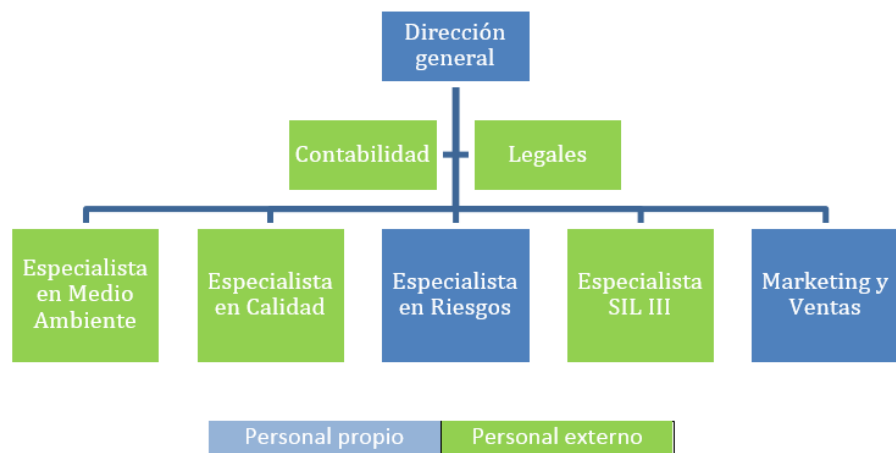 Dirección
general
Contabilidad
Legales
Especialista
en Medio
Ambiente
Especialista
en Calidad
Especialista
en Riesgos
Especialista
SIL III
Marketing y
Ventas
Personal propio
Personal externo